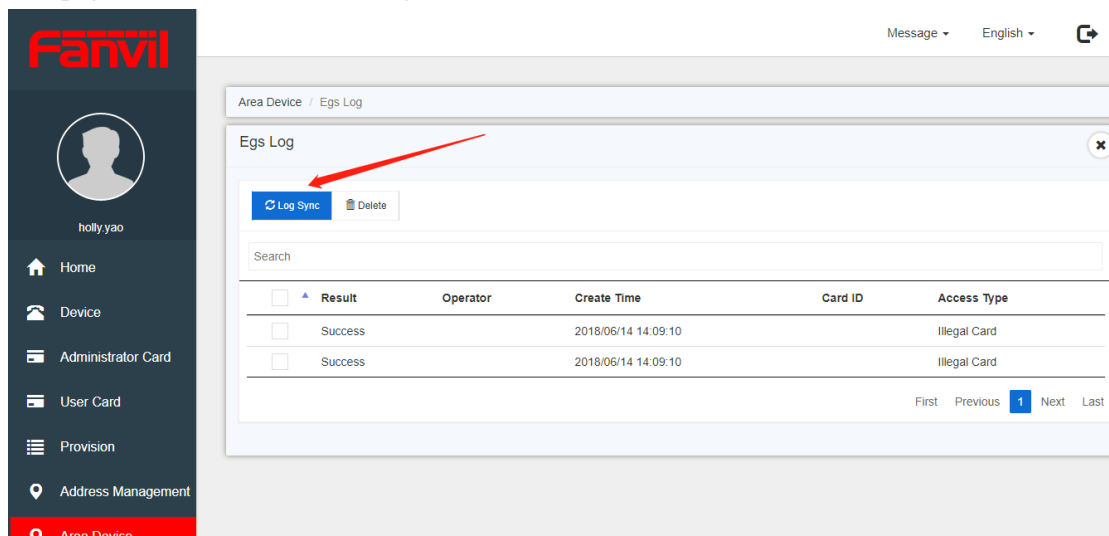 Fanvil
Message English
Area Device / Egs Log
Egs Log
Log Sync Delete
holly.yao
Search
Home
Result Operator Create Time Card ID Access Type
Device
Success 2018/06/14 14:09:10 Illegal Card
Administrator Card
Success 2018/06/14 14:09:10 Illegal Card
User Card
First Previous 1 Next Last
Provision
Address Management
Area Device